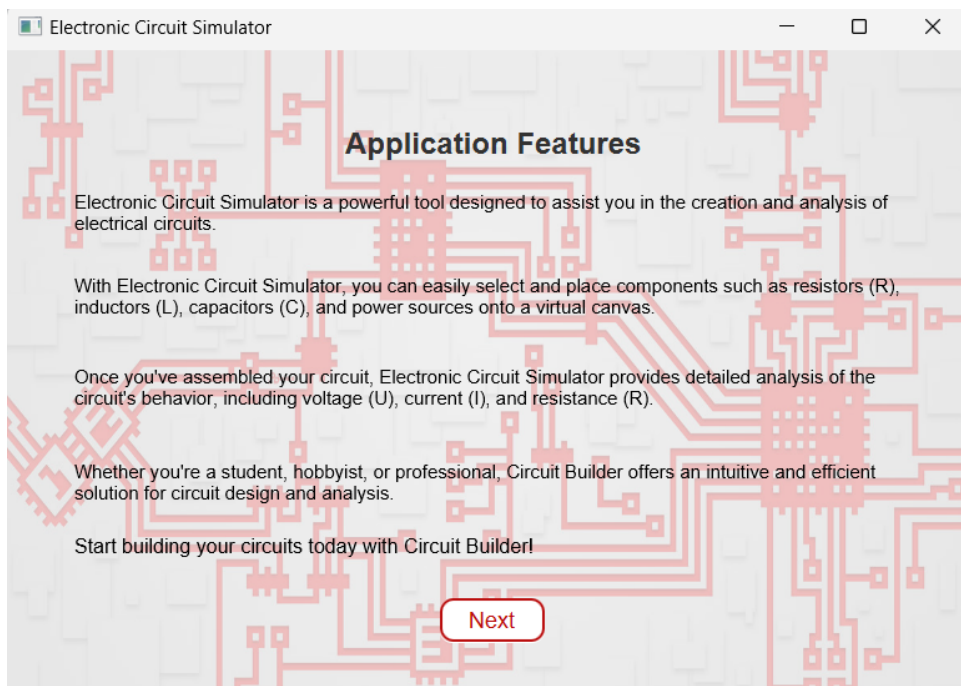 Electronic Circuit Simulator
Application Features
Electronic Circuit Simulator is a powerful tool designed to assist you in the creation and analysis of
electrical circuits.
With Electronic Circuit Simulator, you can easily select and place components such as resistors (R),
inductors (L), capacitors (C), and power sources onto a virtual canvas.
Once you've assembled your circuit, Electronic Circuit Simulator provides detailed analysis of the
circuit's behavior, including voltage (U), current (I), and resistance (R).
Whether you're a student, hobbyist, or professional, Circuit Builder offers an intuitive and efficient
solution for circuit design and analysis.
Start building your circuits today with Circuit Builder!
Next